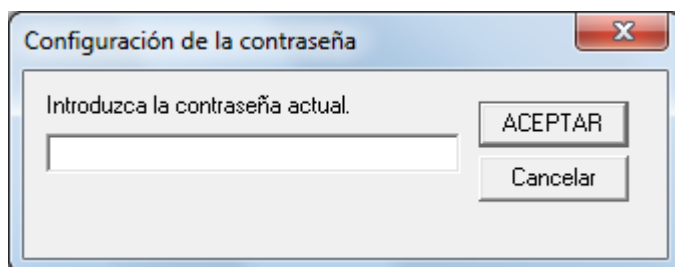 Configuración de la contraseña
Introduzca la contraseña actual.
ACEPTAR
Cancelar